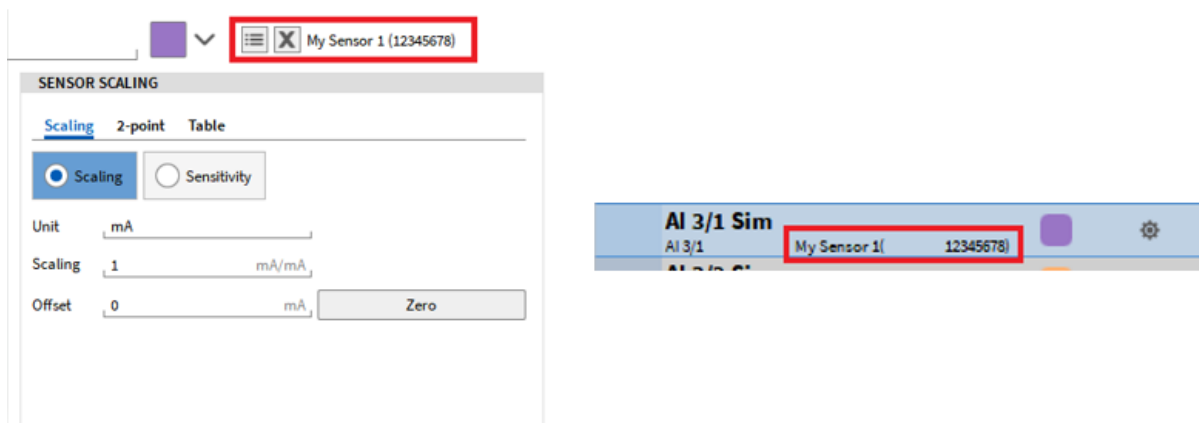 My Sensor 1 (12345678)
SENSOR SCALING
Scaling 2-point Table
Scaling Sensitivity
Unit mA
Scaling 1 mA/mA
Offset 0 mA Zero
AI 3/1 Sim
AI 3/1 My Sensor 1( 12345678)